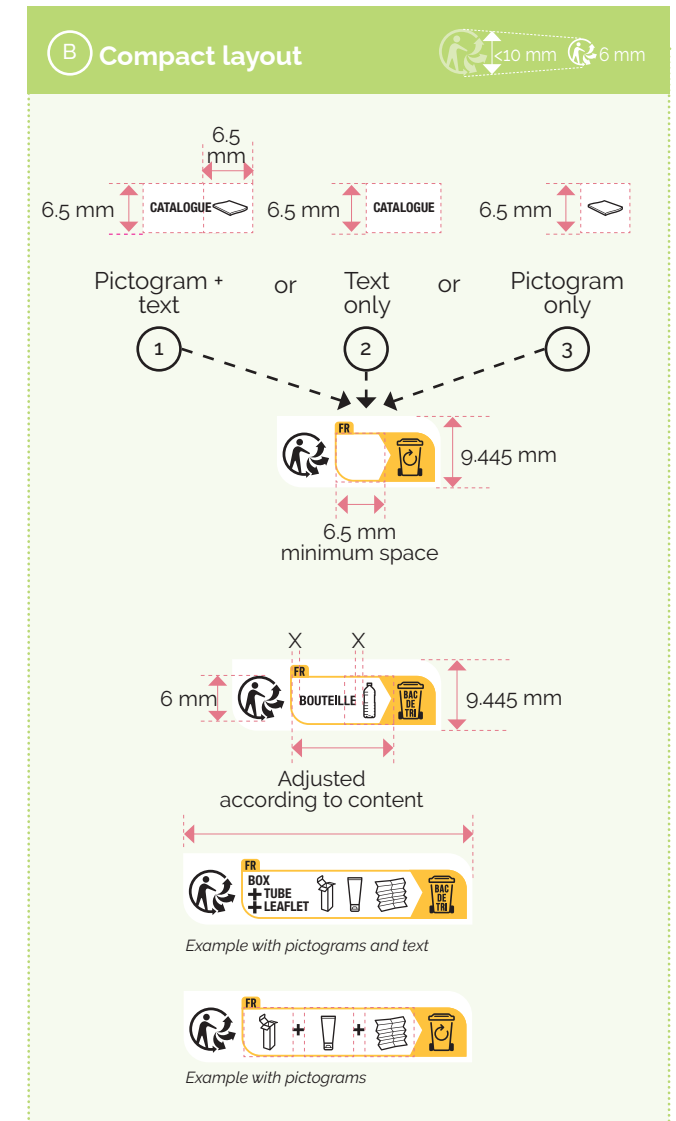 B Compact layout <10 mm 6 mm
6.5
mm
6.5 mm CATALOGUE 6.5 mm CATALOGUE 6.5 mm
Pictogram +
text
or
Text
only
or
Pictogram
only
1 2 3
FR
9.445 mm
6.5 mm
minimum space
X X
FR
6 mm BOUTEILLE BAC
DE
TRI 9.445 mm
Adjusted
according to content
FR
BOX
+ TUBE
+ LEAFLET
BAC
DE
TRI
Example with pictograms and text
FR
+ +
Example with pictograms